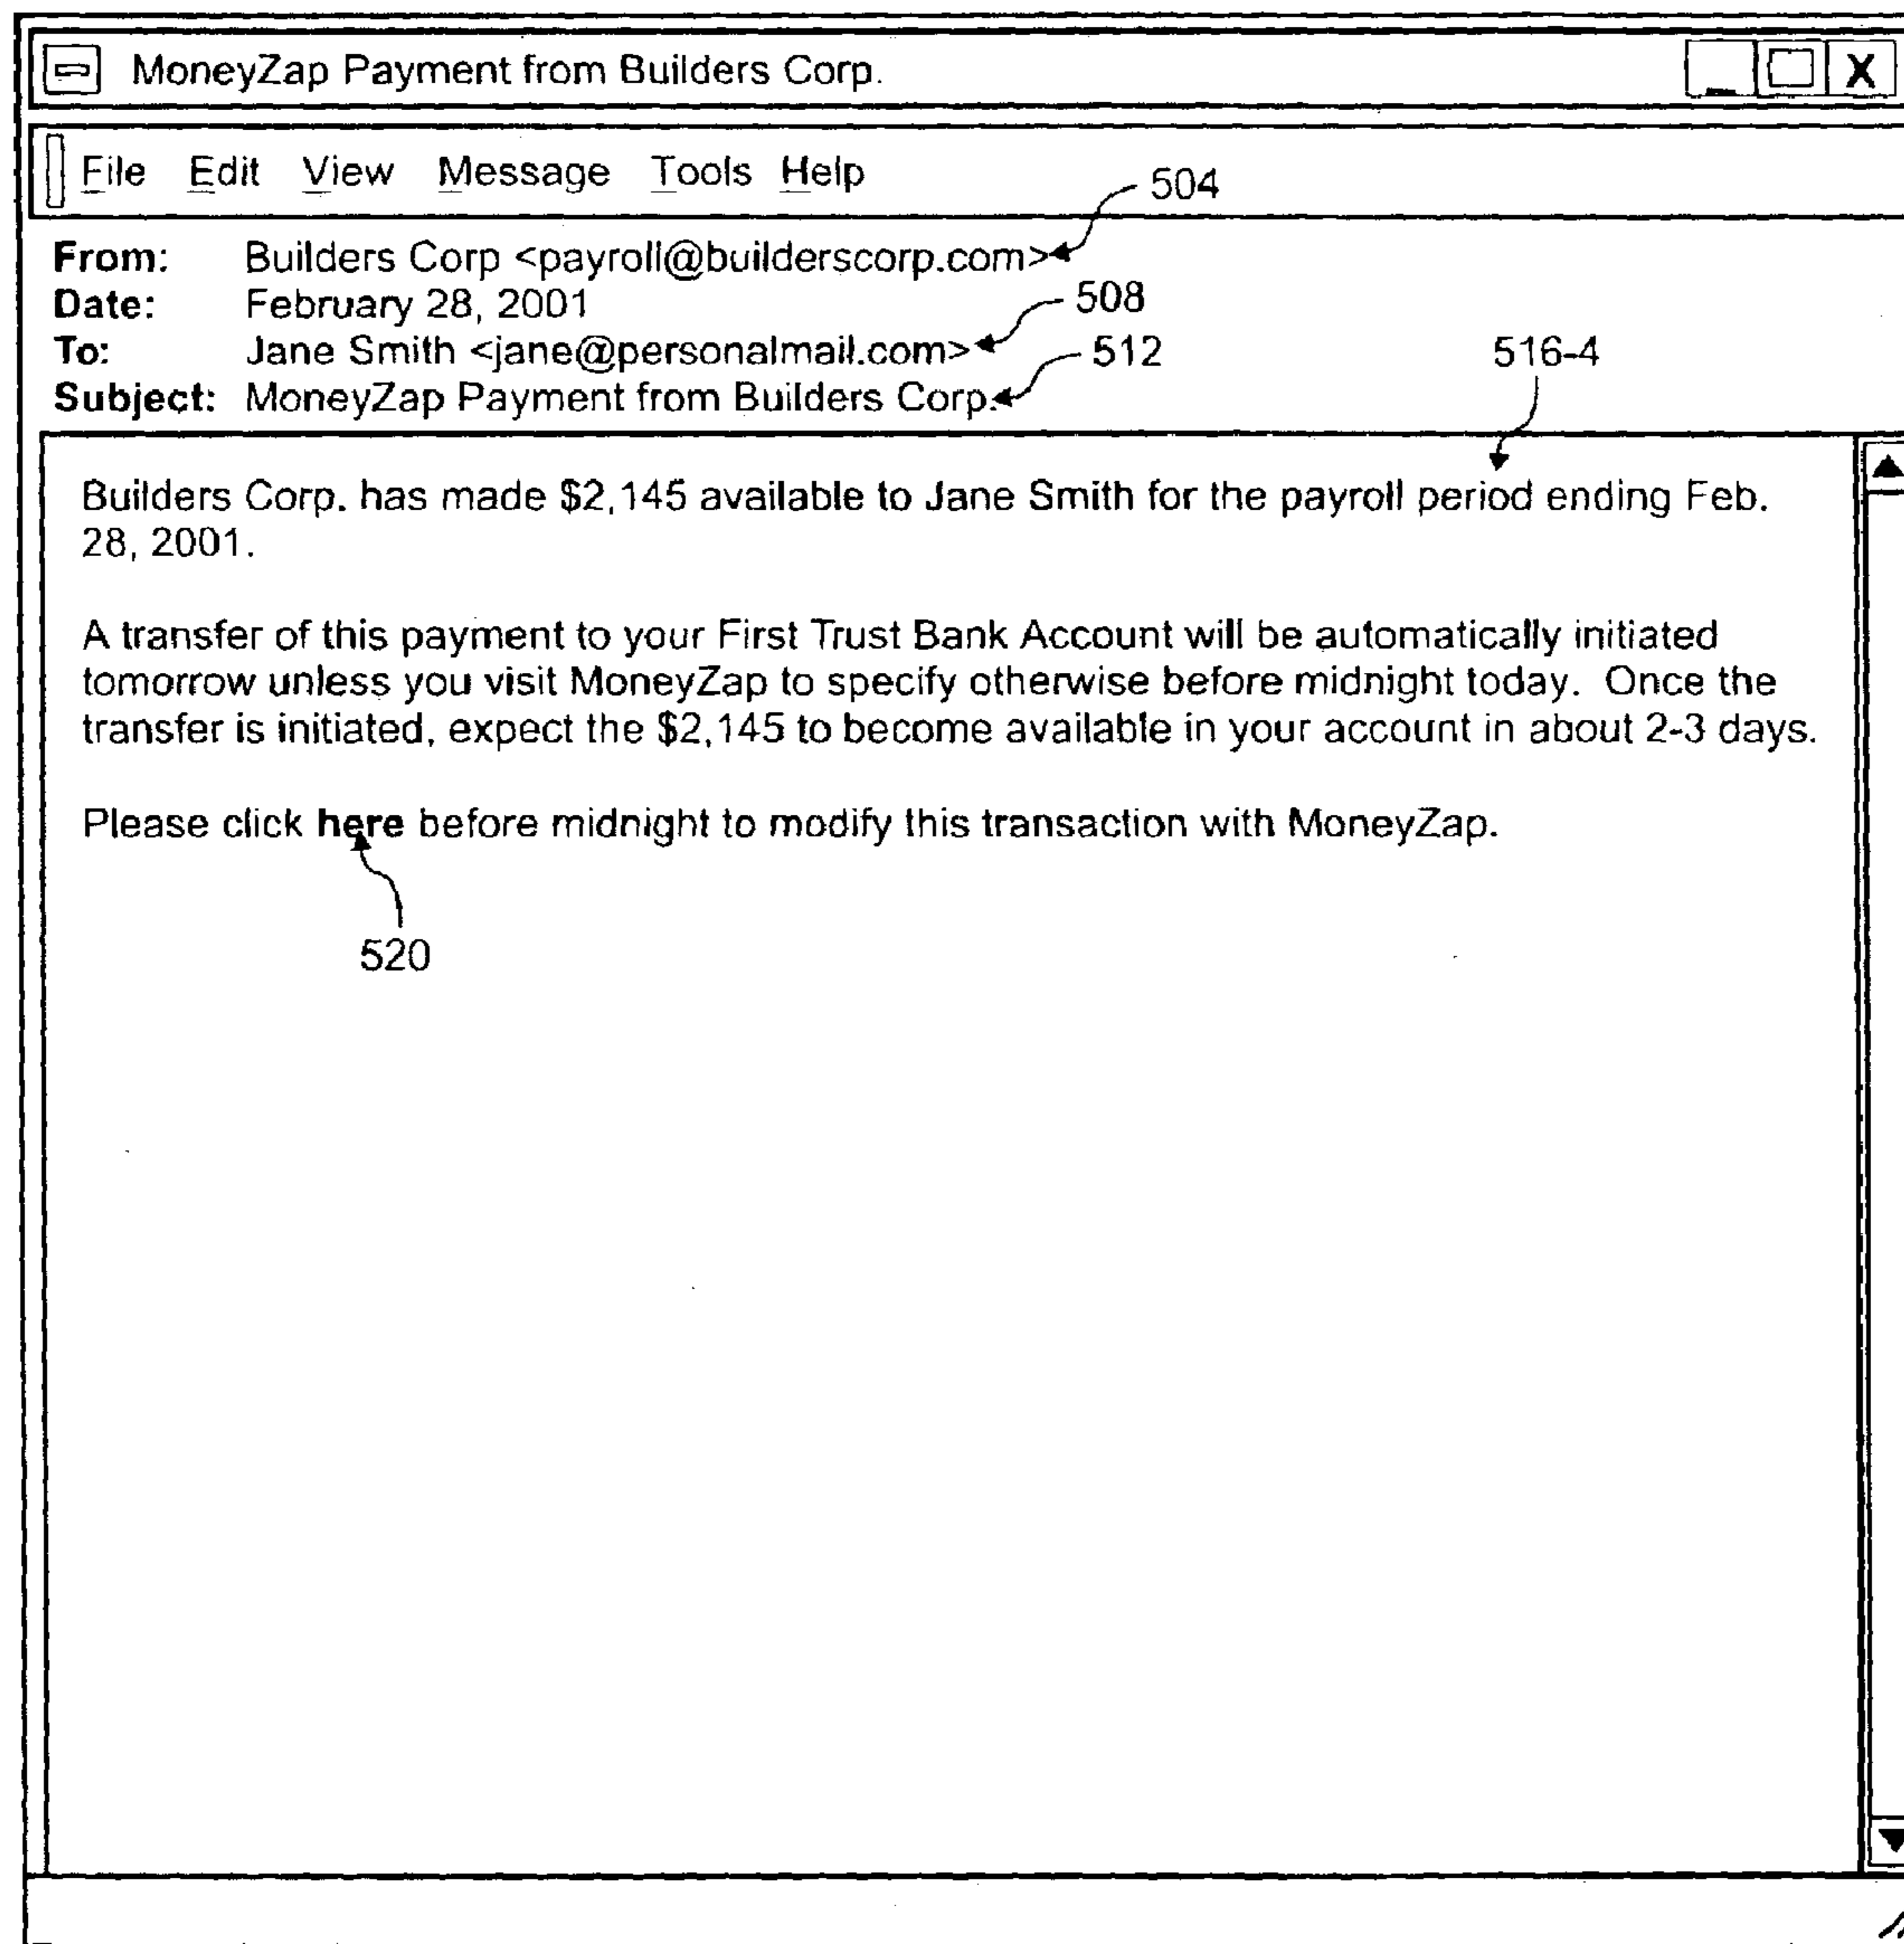 MoneyZap Payment from Builders Corp.
X
File Edit View Message Tools Help
504
From: Builders Corp <payroll@builderscorp.com>
Date: February 28, 2001
508
To: Jane Smith <jane@personalmail.com>
512
516-4
Subject: MoneyZap Payment from Builders Corp.
Builders Corp. has made $2,145 available to Jane Smith for the payroll period ending Feb.
28, 2001.
A transfer of this payment to your First Trust Bank Account will be automatically initiated
tomorrow unless you visit MoneyZap to specify otherwise before midnight today. Once the
transfer is initiated, expect the $2,145 to become available in your account in about 2-3 days.
Please click here before midnight to modify this transaction with MoneyZap.
520